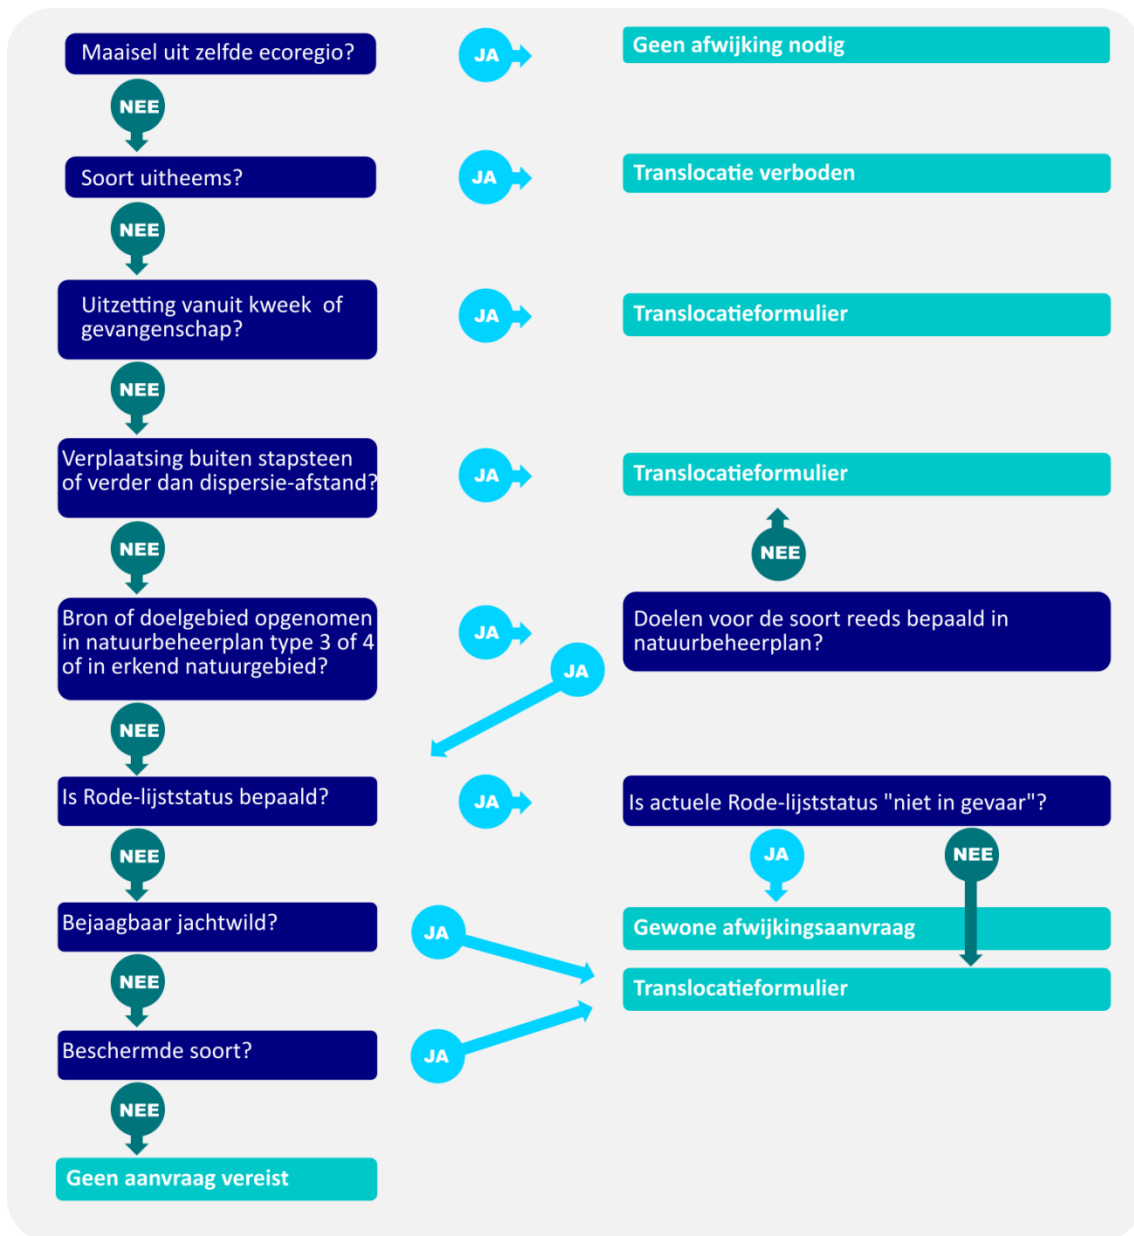 Maaisel uit zelfde ecoregio?
JA
Geen afwijking nodig
NEE
Soort uitheems?
JA
Translocatie verboden
NEE
Uitzetting vanuit kweek of
gevangenschap?
JA
Translocatieformulier
NEE
Verplaatsing buiten stapsteen
of verder dan dispersie-afstand?
JA
Translocatieformulier
NEE
NEE
Bron of doelgebied opgenomen
in natuurbeheerplan type 3 of 4
of in erkend natuurgebied?
JA
Doelen voor de soort reeds bepaald in
natuurbeheerplan?
JA
NEE
Is Rode-lijststatus bepaald?
JA
Is actuele Rode-lijststatus "niet in gevaar"?
NEE
JA
NEE
Bejaagbaar jachtwild?
JA
Gewone afwijkingsaanvraag
Translocatieformulier
NEE
Beschermde soort?
JA
NEE
Geen aanvraag vereist